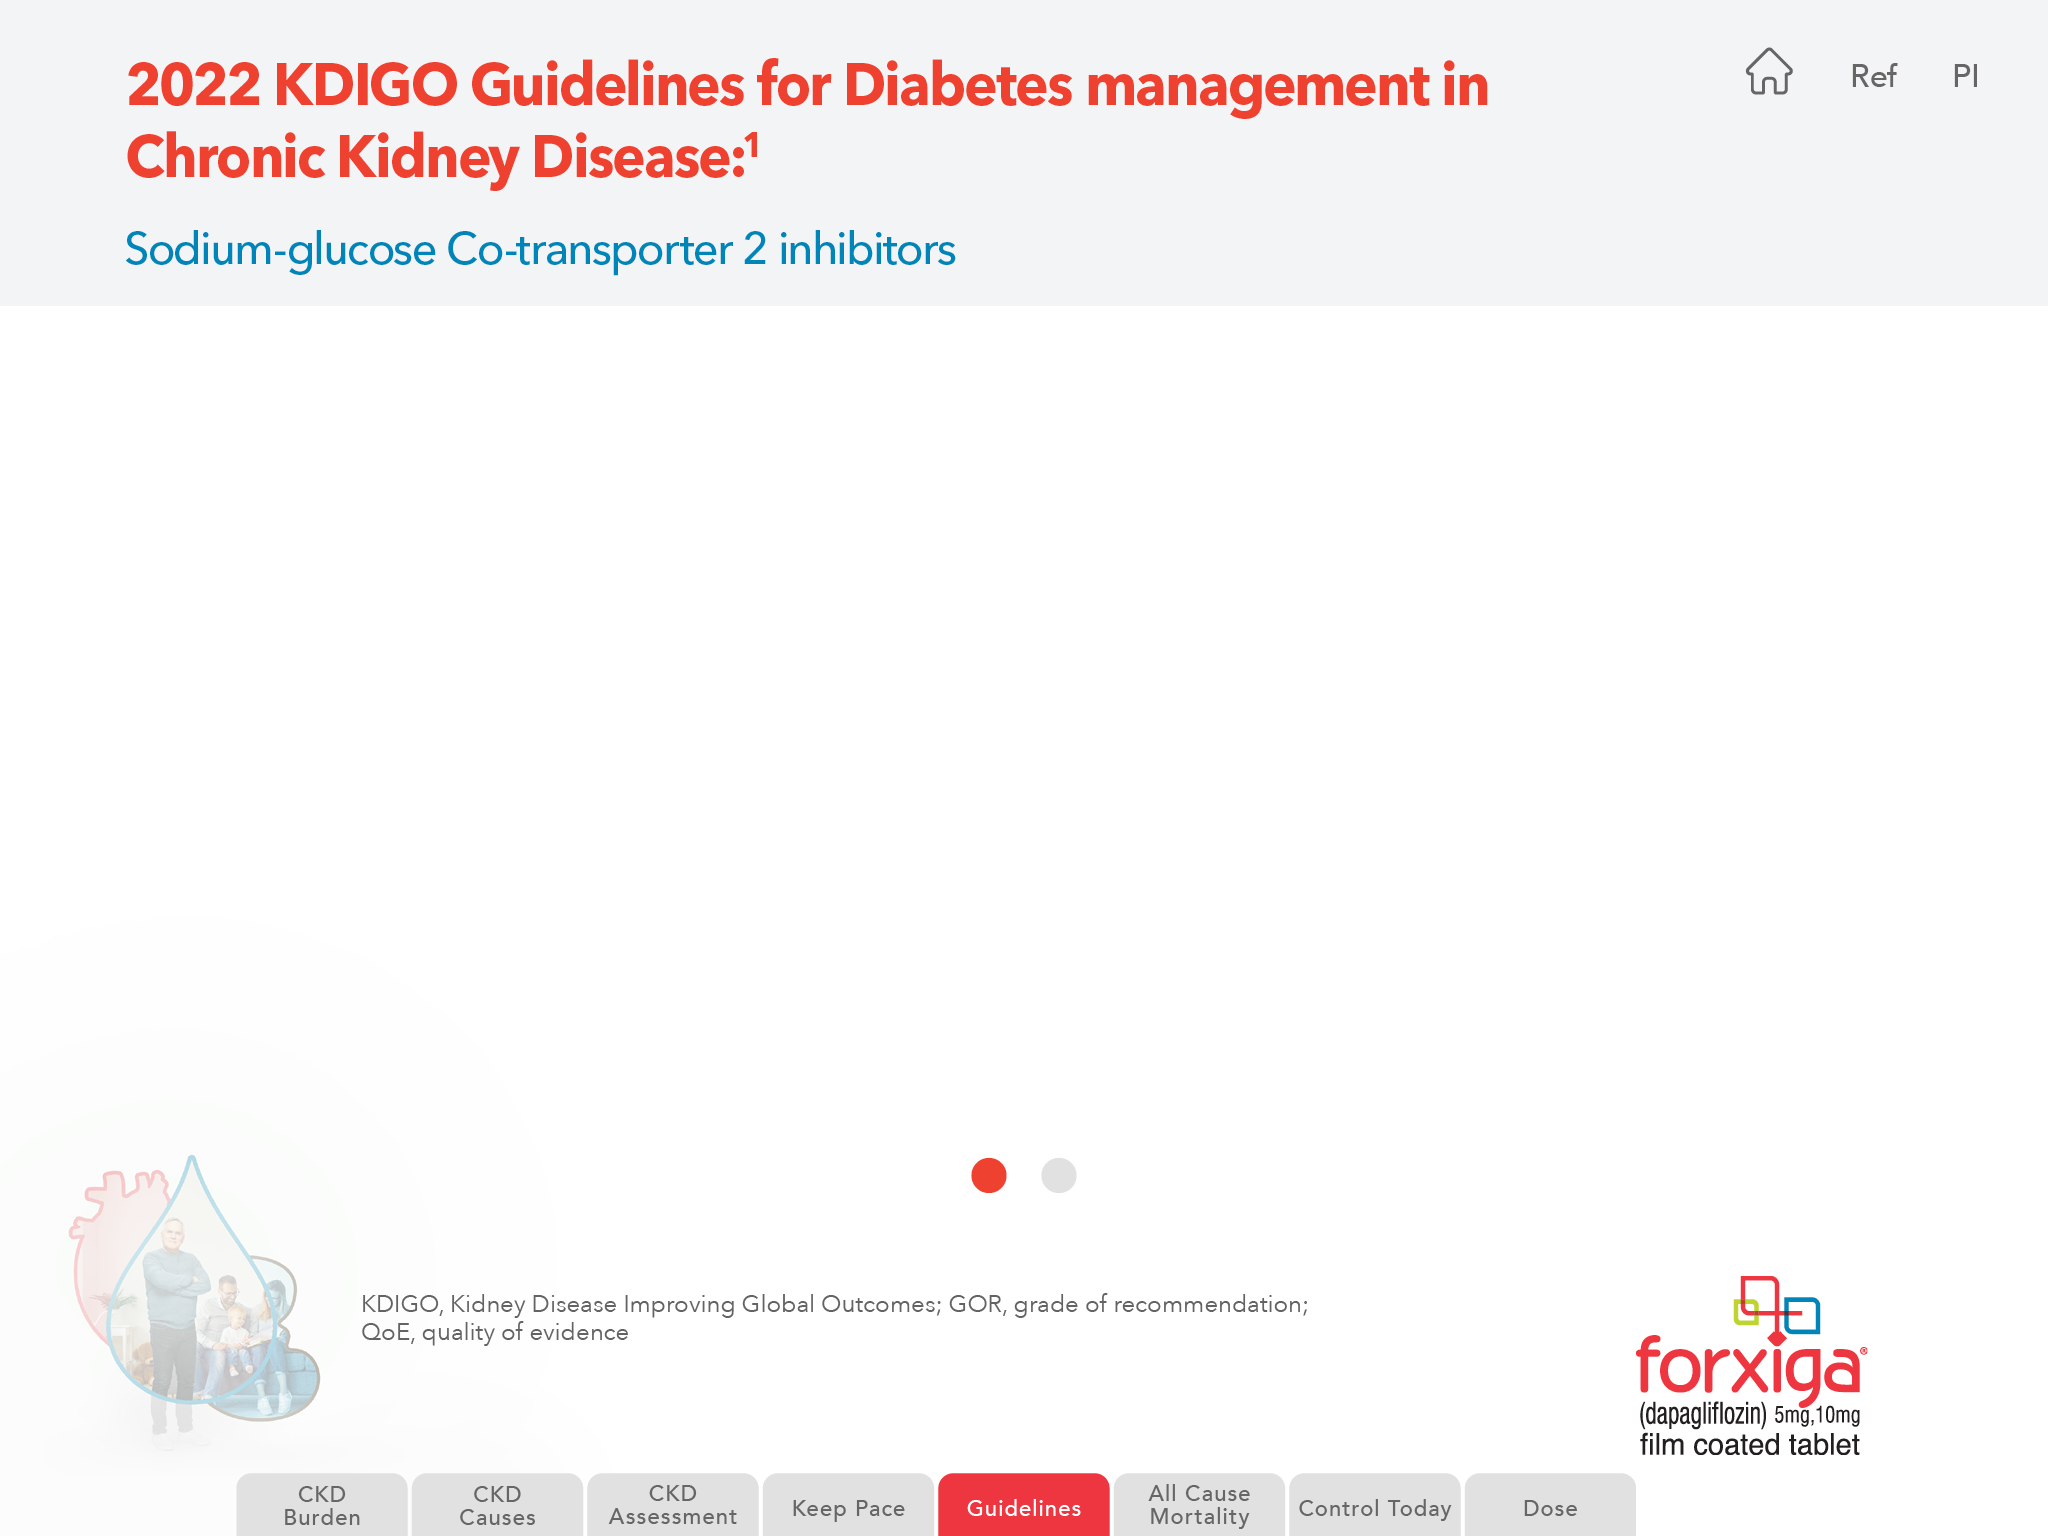 2022 KDIGO Guidelines for Diabetes management in
Chronic Kidney Disease:¹
Ref
PI
Sodium-glucose Co-transporter 2 inhibitors
KDIGO, Kidney Disease Improving Global Outcomes; GOR, grade of recommendation;
QoE, quality of evidence
forxiga®
(dapagliflozin) 5mg,10mg
film coated tablet
CKD
Burden
CKD
Causes
CKD
Assessment
Keep Pace
Guidelines
All Cause
Mortality
Control Today
Dose